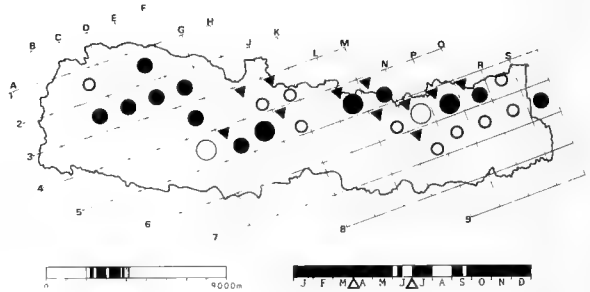 A B C D E F G H J K L M N P Q R S
1
2
3
4
5 6 7 8 9
0 9000m
J F M A M J J A S O N D